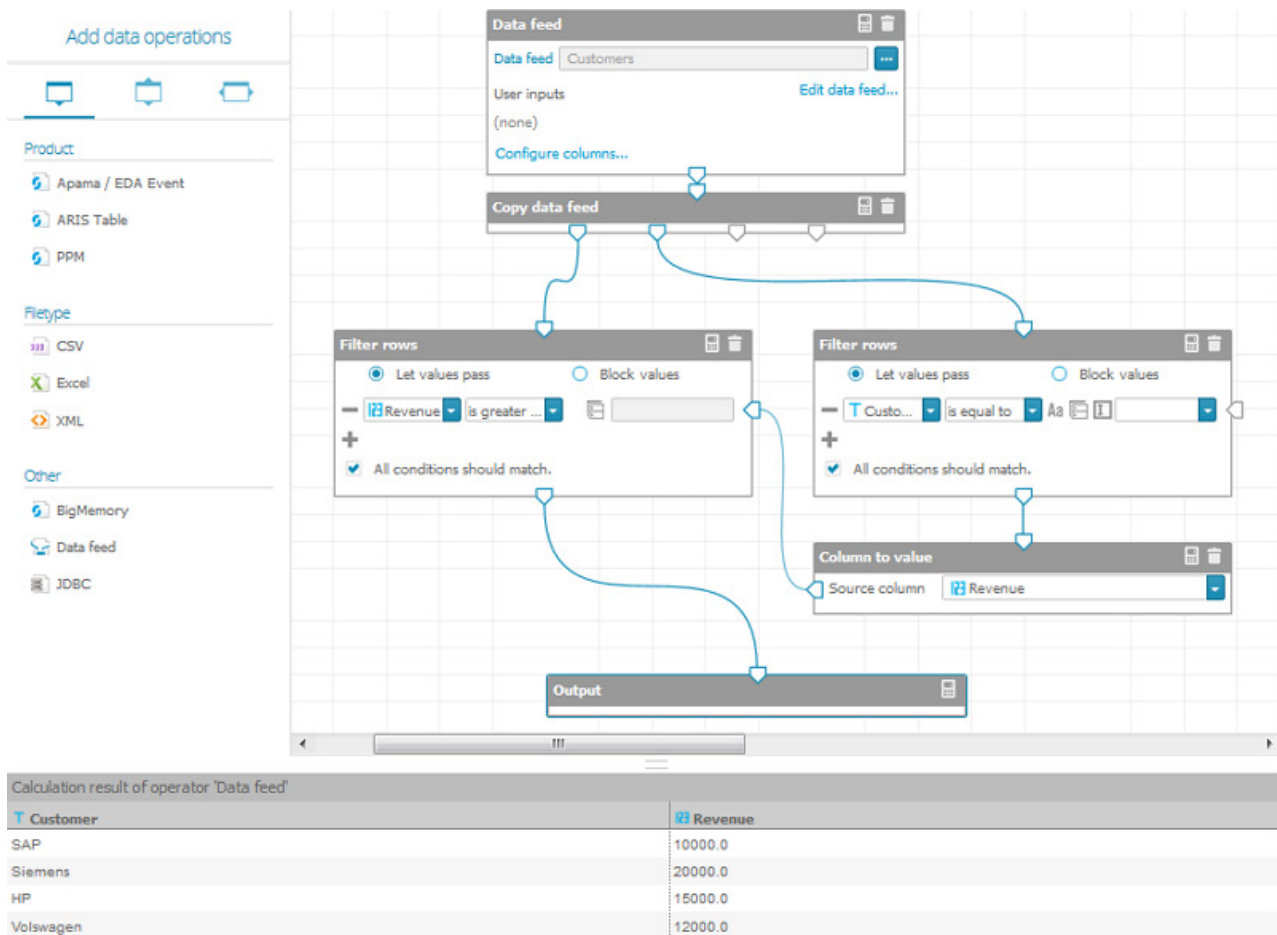 Add data operations
Product
Apama / EDA Event
ARIS Table
PPM
Filetype
CSV
Excel
XML
Other
BigMemory
Data feed
JDBC
Data feed
Data feed Customers ...
User inputs Edit data feed...
(none)
Configure columns...
Copy data feed
Filter rows
Let values pass Block values
Revenue is greater ...
All conditions should match.
Filter rows
Let values pass Block values
T Custo... is equal to Aa
All conditions should match.
Column to value
Source column Revenue
Output
Calculation result of operator 'Data feed'
T Customer 123 Revenue
SAP 10000.0
Siemens 20000.0
HP 15000.0
Volswagen 12000.0